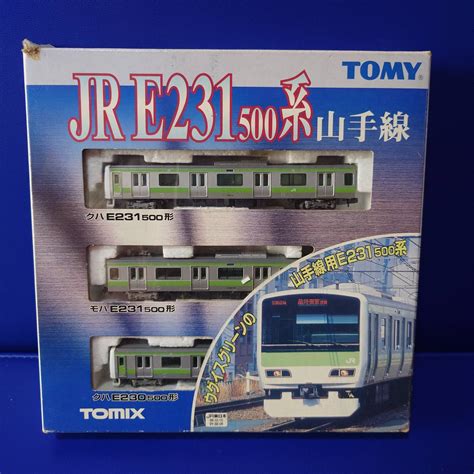 TOMY
JR E231 500系 山手線
クハE231 500形
モハE231 500形
クハE230 500形
ウグイスグリーンの
山手線用E231 500系
JR
TOMIX